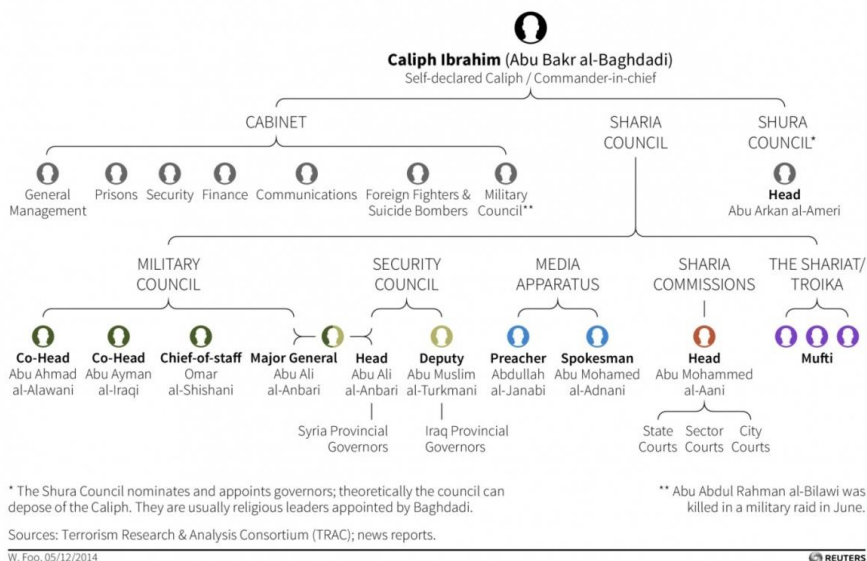 Caliph Ibrahim (Abu Bakr al-Baghdadi)
Self-declared Caliph / Commander-in-chief
CABINET
SHARIA
COUNCIL
SHURA
COUNCIL*
General
Management
Prisons
Security
Finance
Communications
Foreign Fighters &
Suicide Bombers
Military
Council**
Head
Abu Arkan al-Ameri
MILITARY
COUNCIL
SECURITY
COUNCIL
MEDIA
APPARATUS
SHARIA
COMMISSIONS
THE SHARIAT/
TROIKA
Co-Head
Abu Ahmad
al-Alawani
Co-Head
Abu Ayman
al-Iraqi
Chief-of-staff
Omar
al-Shishani
Major General
Abu Ali
al-Anbari
Head
Abu Ali
al-Anbari
Deputy
Abu Muslim
al-Turkmani
Preacher
Abdullah
al-Janabi
Spokesman
Abu Mohamed
al-Adnani
Head
Abu Mohammed
al-Aani
Mufti
Syria Provincial
Governors
Iraq Provincial
Governors
State
Courts
Sector
Courts
City
Courts
* The Shura Council nominates and appoints governors; theoretically the council can
depose of the Caliph. They are usually religious leaders appointed by Baghdadi.
** Abu Abdul Rahman al-Bilawi was
killed in a military raid in June.
Sources: Terrorism Research & Analysis Consortium (TRAC); news reports.
W. Foo, 05/12/2014
REUTERS